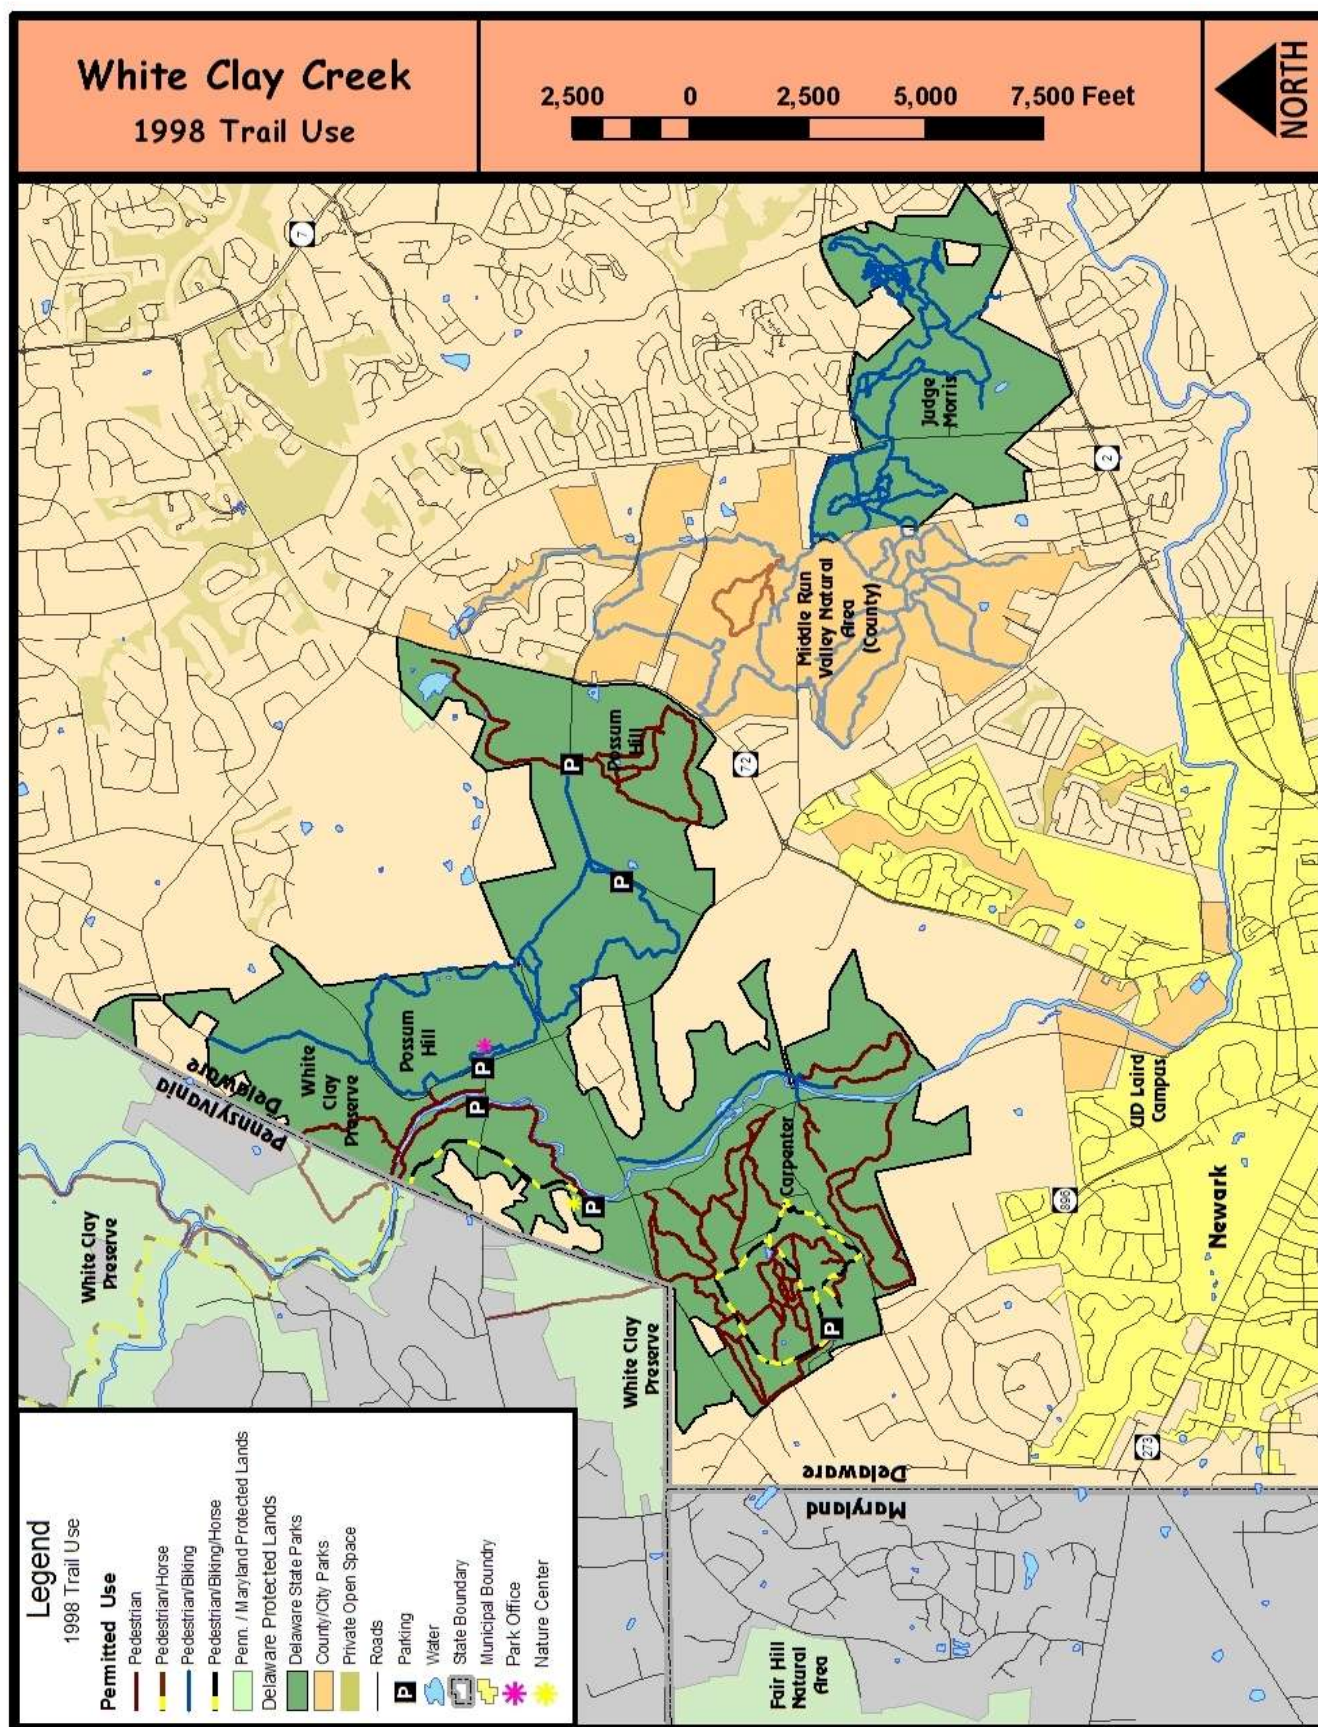 White Clay Creek
1998 Trail Use
2,500 0 2,500 5,000 7,500 Feet
NORTH
7
Judge
Morris
2
Middle Run
Valley Natural
Area
(County)
Possum
Hill
72
Possum
Hill
White
Clay
Preserve
Pennsylvania
Delaware
White Clay
Preserve
P
P
P
P
P
Carpenter
P
UD Laird
Campus
896
Newark
White Clay
Preserve
273
Delaware
Maryland
Fair Hill
Natural
Area
Legend
1998 Trail Use
Permitted Use
Pedestrian
Pedestrian/Horse
Pedestrian/Biking
Pedestrian/Biking/Horse
Penn. / Maryland Protected Lands
Delaware Protected Lands
Delaware State Parks
County/City Parks
Private Open Space
Roads
P Parking
Water
State Boundary
Municipal Boundry
Park Office
Nature Center